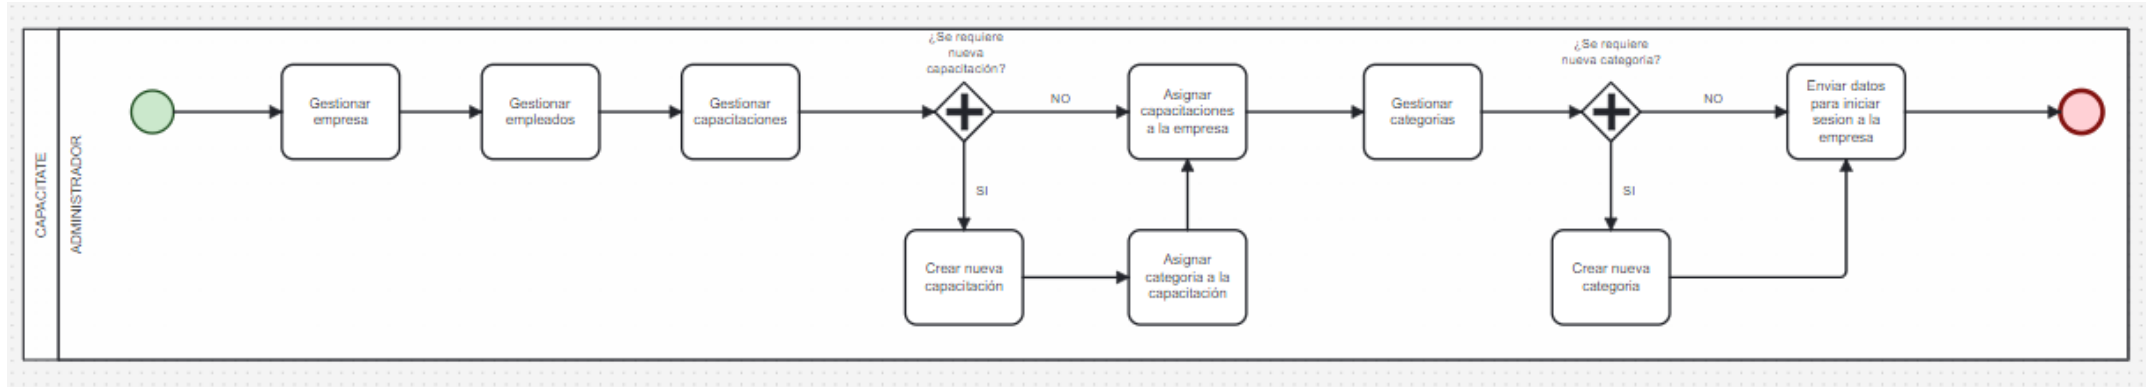 CAPACITATE
ADMINISTRADOR
Gestionar
empresa
Gestionar
empleados
Gestionar
capacitaciones
¿Se requiere
nueva
capacitación?
NO
SI
Crear nueva
capacitación
Asignar
categoria a la
capacitación
Asignar
capacitaciones
a la empresa
Gestionar
categorias
¿Se requiere
nueva categoria?
NO
SI
Crear nueva
categoria
Enviar datos
para iniciar
sesion a la
empresa